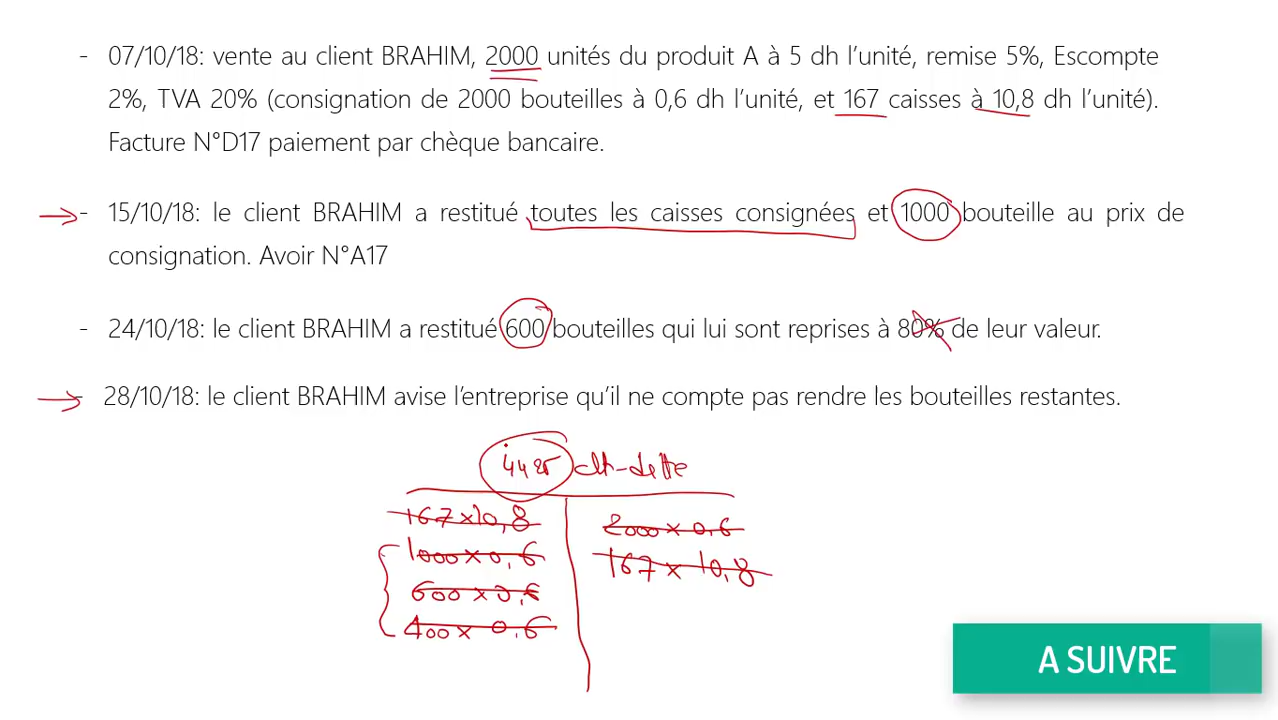 - 07/10/18: vente au client BRAHIM, 2000 unités du produit A à 5 dh l’unité, remise 5%, Escompte
2%, TVA 20% (consignation de 2000 bouteilles à 0,6 dh l’unité, et 167 caisses à 10,8 dh l’unité).
Facture N°D17 paiement par chèque bancaire.
- 15/10/18: le client BRAHIM a restitué toutes les caisses consignées et 1000 bouteille au prix de
consignation. Avoir N°A17
- 24/10/18: le client BRAHIM a restitué 600 bouteilles qui lui sont reprises à 80% de leur valeur.
- 28/10/18: le client BRAHIM avise l’entreprise qu’il ne compte pas rendre les bouteilles restantes.
4425 clt-dette
167 x 10,8
2000 x 0,6
1000 x 0,6
167 x 10,8
600 x 0,6
400 x 0,6
A SUIVRE